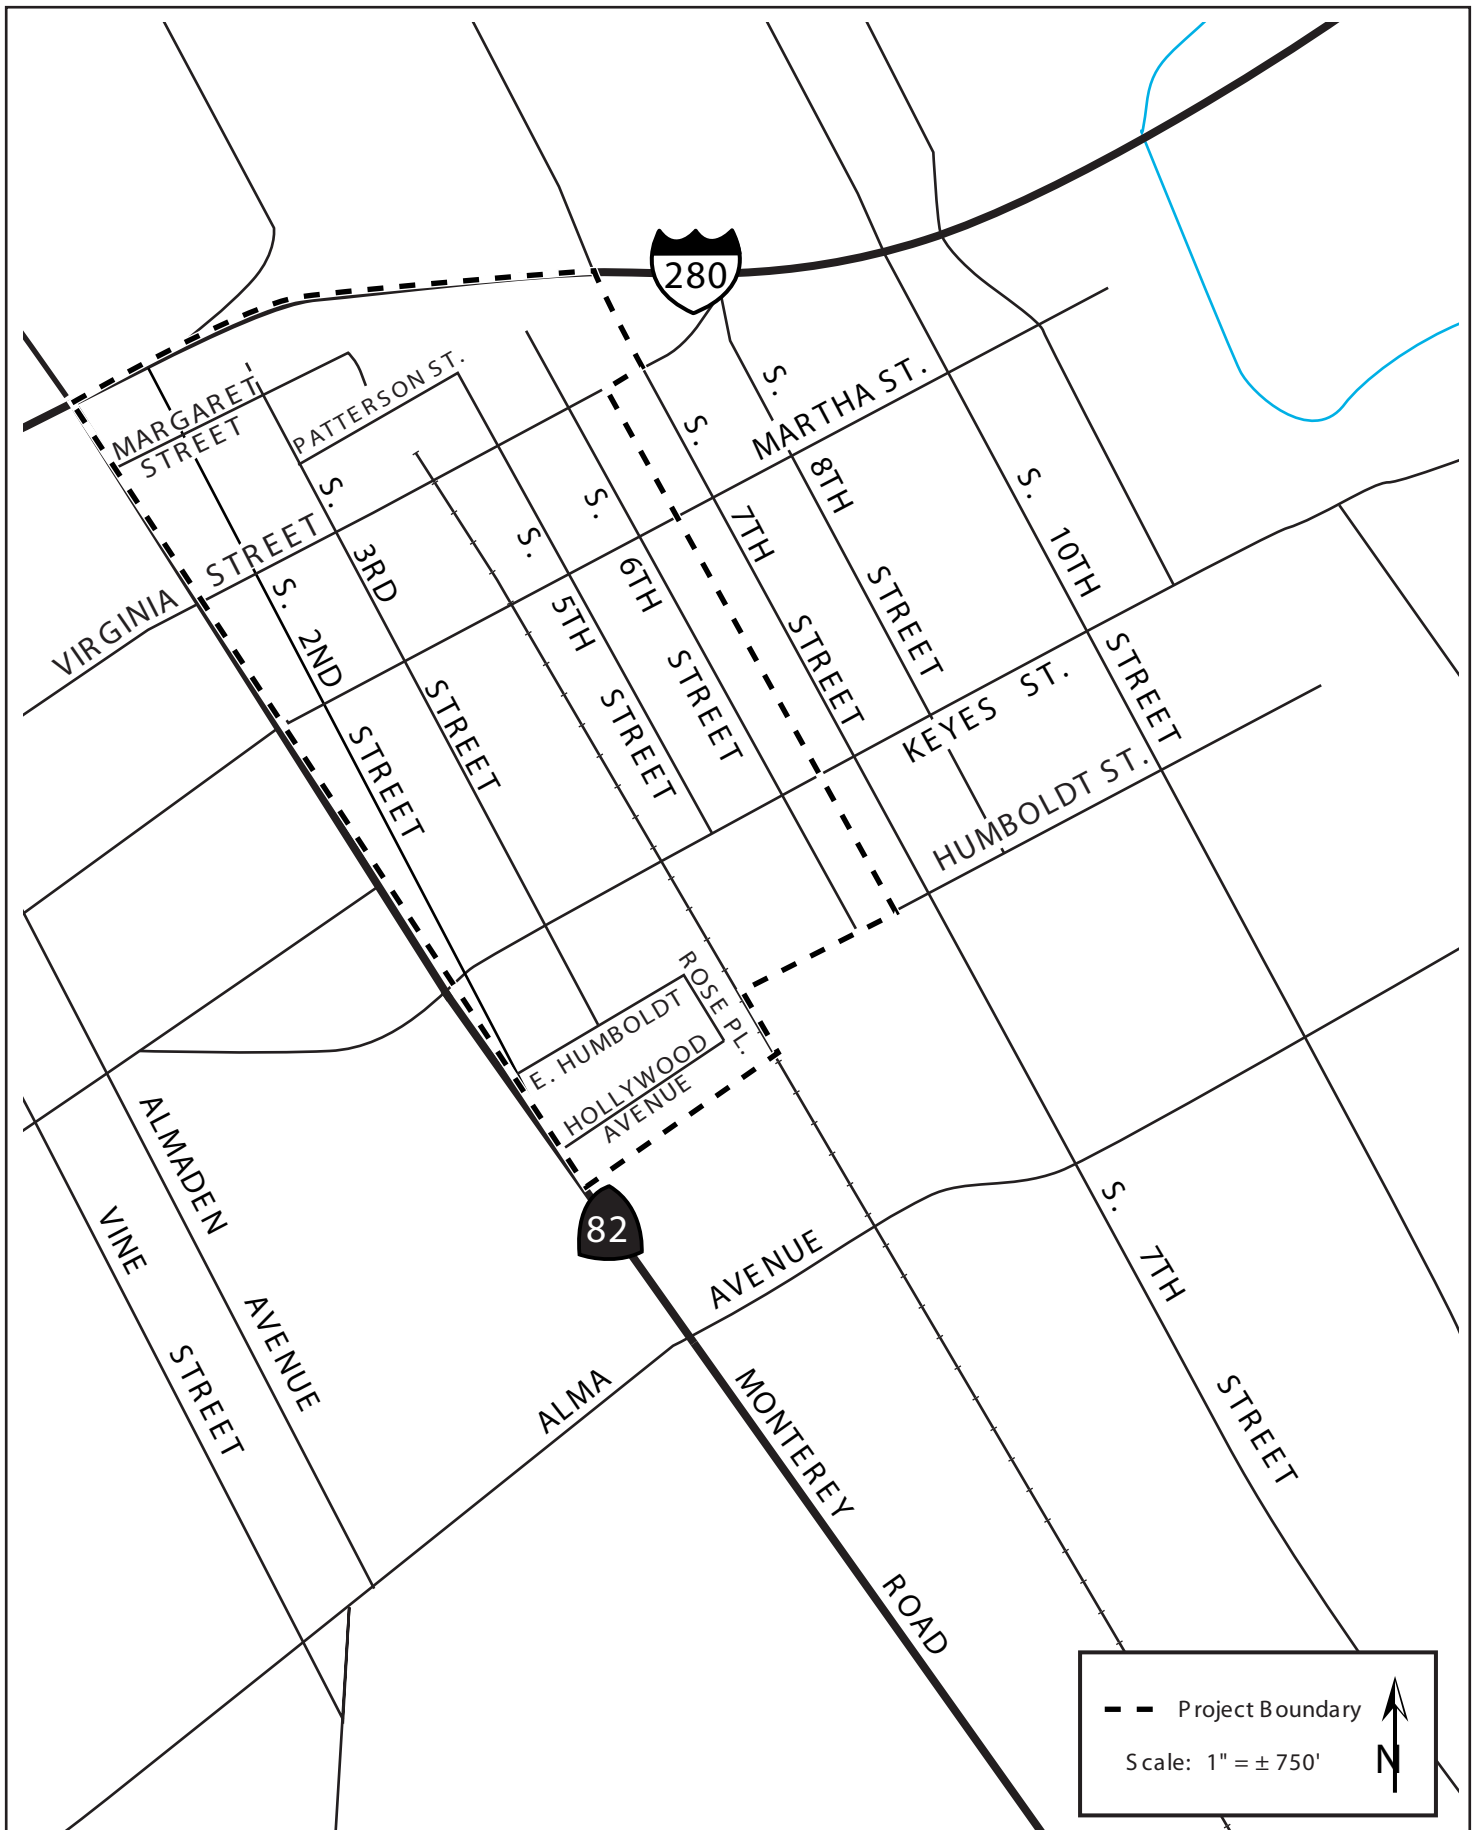 280
MARGARET
STREET
PATTERSON ST.
VIRGINIA STREET
MARTHA ST.
S. 2ND STREET
S. 3RD STREET
S. 5TH STREET
S. 6TH STREET
S. 7TH STREET
S. 8TH STREET
S. 10TH STREET
KEYES ST.
HUMBOLDT ST.
ROSE PL.
E. HUMBOLDT
HOLLYWOOD
AVENUE
82
ALMADEN AVENUE
VINE STREET
ALMA AVENUE
S. 7TH STREET
MONTEREY ROAD
Project Boundary
Scale: 1" = ± 750'
N